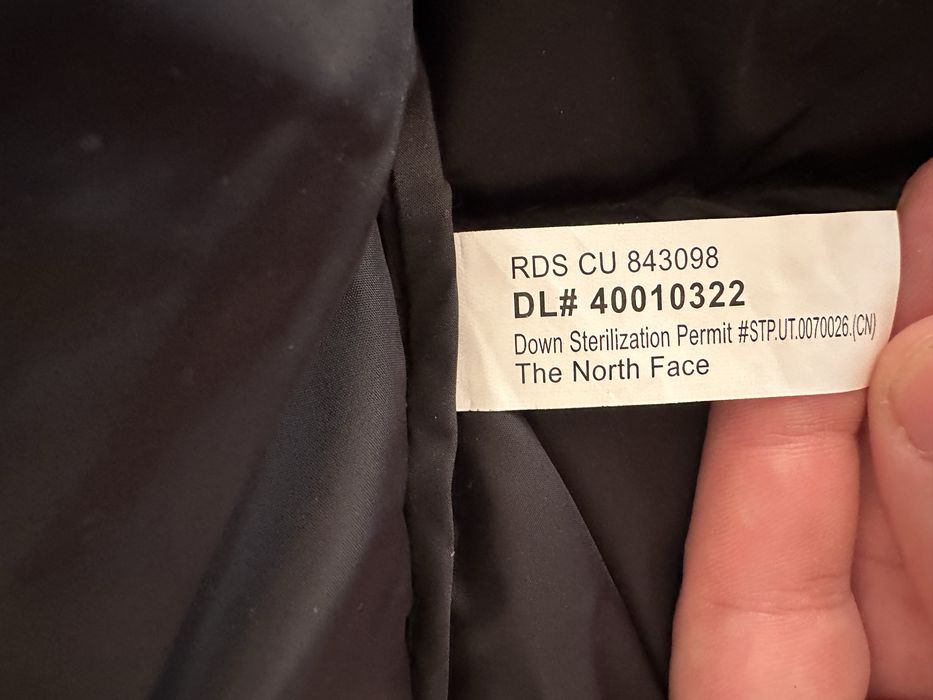 RDS CU 843098
DL# 40010322
Down Sterilization Permit #STP.UT.0070026.(CN)
The North Face